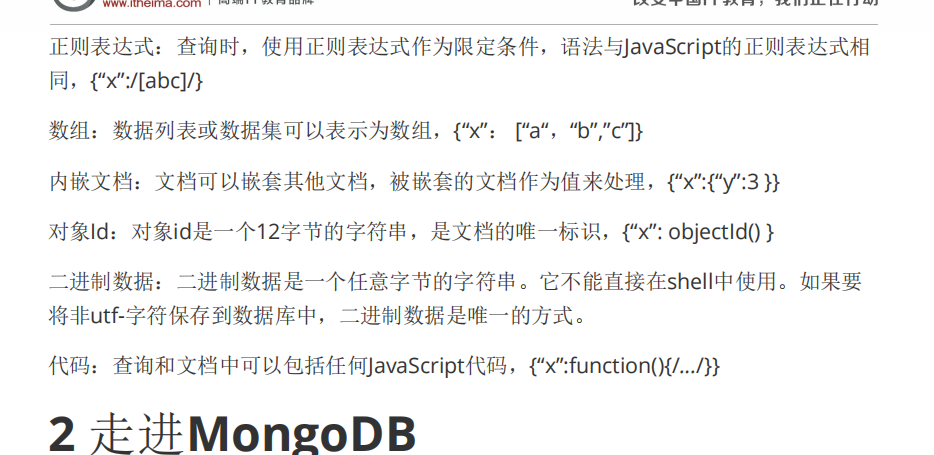 www.itheima.com
正则表达式：查询时，使用正则表达式作为限定条件，语法与JavaScript的正则表达式相
同，{“x”:/[abc]/}
数组：数据列表或数据集可以表示为数组，{“x”： [“a“，“b”,”c”]}
内嵌文档：文档可以嵌套其他文档，被嵌套的文档作为值来处理，{“x”:{“y”:3 }}
对象Id：对象id是一个12字节的字符串，是文档的唯一标识，{“x”: objectId() }
二进制数据：二进制数据是一个任意字节的字符串。它不能直接在shell中使用。如果要
将非utf-字符保存到数据库中，二进制数据是唯一的方式。
代码：查询和文档中可以包括任何JavaScript代码，{“x”:function(){/…/}}
2 走进MongoDB